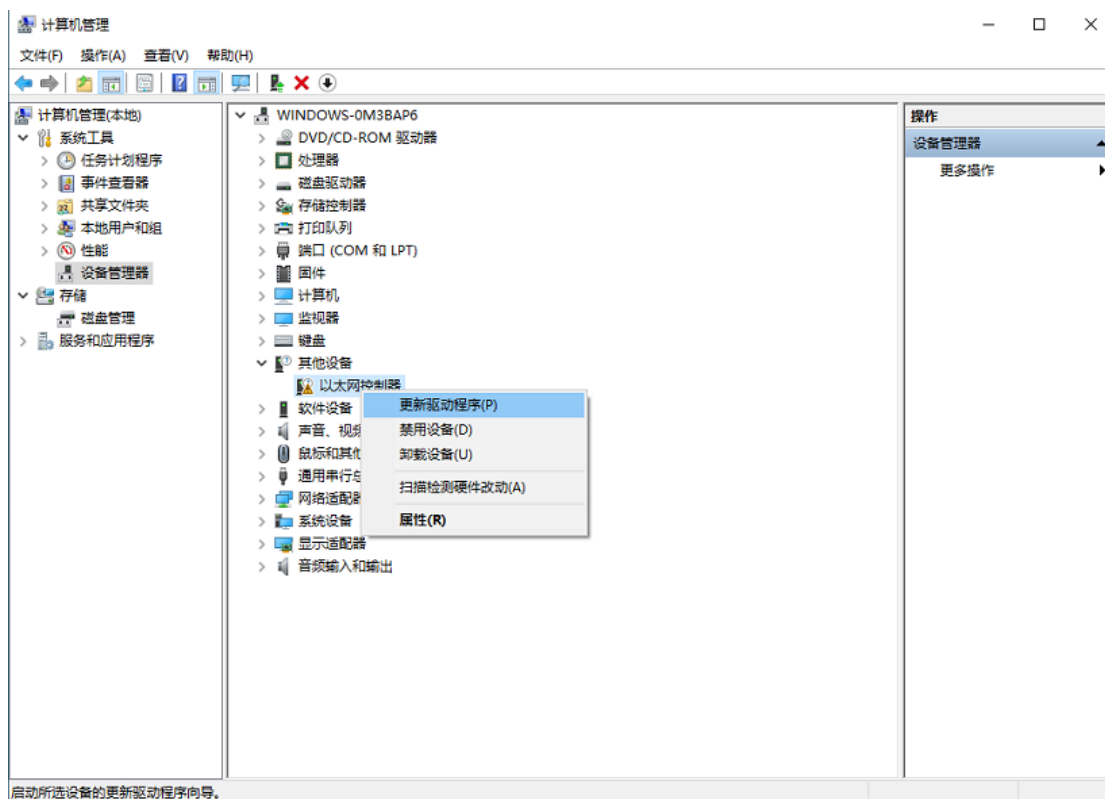 计算机管理
文件(F) 操作(A) 查看(V) 帮助(H)
计算机管理(本地)
系统工具
任务计划程序
事件查看器
共享文件夹
本地用户和组
性能
设备管理器
存储
磁盘管理
服务和应用程序
WINDOWS-0M3BAP6
DVD/CD-ROM 驱动器
处理器
磁盘驱动器
存储控制器
打印队列
端口 (COM 和 LPT)
固件
计算机
监视器
键盘
其他设备
以太网控制器
软件设备
声音、视频
鼠标和其他
通用串行总
网络适配器
系统设备
显示适配器
音频输入和输出
更新驱动程序(P)
禁用设备(D)
卸载设备(U)
扫描检测硬件改动(A)
属性(R)
操作
设备管理器
更多操作
启动所选设备的更新驱动程序向导。